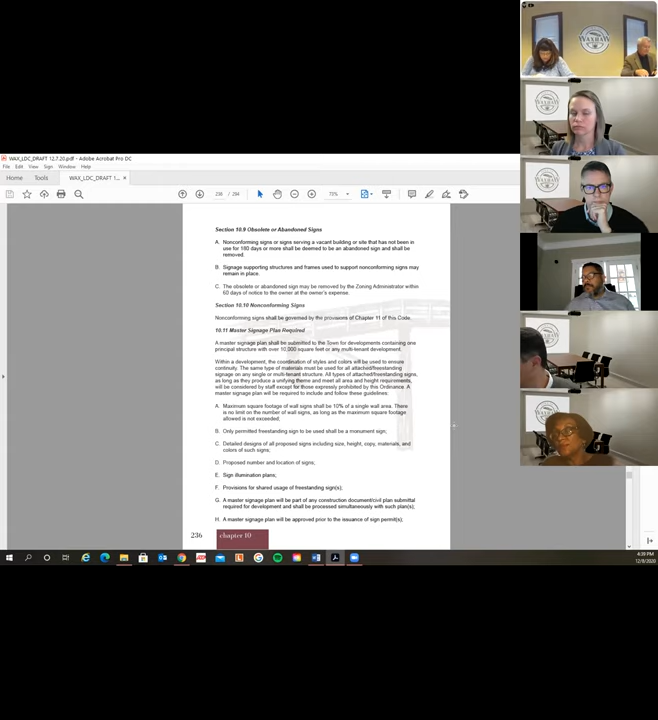 WAX_LDC_DRAFT 12.7.20.pdf - Adobe Acrobat Pro DC
File Edit View Sign Window Help
Home Tools WAX_LDC_DRAFT 1... ×
238 / 294 73%
Section 10.9 Obsolete or Abandoned Signs
A. Nonconforming signs or signs serving a vacant building or site that has not been in
use for 180 days or more shall be deemed to be an abandoned sign and shall be
removed.
B. Signage supporting structures and frames used to support nonconforming signs may
remain in place.
C. The obsolete or abandoned sign may be removed by the Zoning Administrator within
60 days of notice to the owner at the owner's expense.
Section 10.10 Nonconforming Signs
Nonconforming signs shall be governed by the provisions of Chapter 11 of this Code.
10.11 Master Signage Plan Required
A master signage plan shall be submitted to the Town for developments containing one
principal structure with over 10,000 square feet or any multi-tenant development.
Within a development, the coordination of styles and colors will be used to ensure
continuity. The same type of materials must be used for all attached/freestanding
signage on any single or multi-tenant structure. All types of attached/freestanding signs,
as long as they produce a unifying theme and meet all area and height requirements,
will be considered by staff except for those expressly prohibited by this Ordinance. A
master signage plan will be required to include and follow these guidelines:
A. Maximum square footage of wall signs shall be 10% of a single wall area. There
is no limit on the number of wall signs, as long as the maximum square footage
allowed is not exceeded;
B. Only permitted freestanding sign to be used shall be a monument sign;
C. Detailed designs of all proposed signs including size, height, copy, materials, and
colors of such signs;
D. Proposed number and location of signs;
E. Sign illumination plans;
F. Provisions for shared usage of freestanding sign(s);
G. A master signage plan will be part of any construction document/civil plan submittal
required for development and shall be processed simultaneously with such plan(s);
H. A master signage plan will be approved prior to the issuance of sign permit(s).
236 chapter 10
4:39 PM
12/8/2020
WAXHAW
WAXHAW
WAXHAW
WAXHAW
WAXHAW